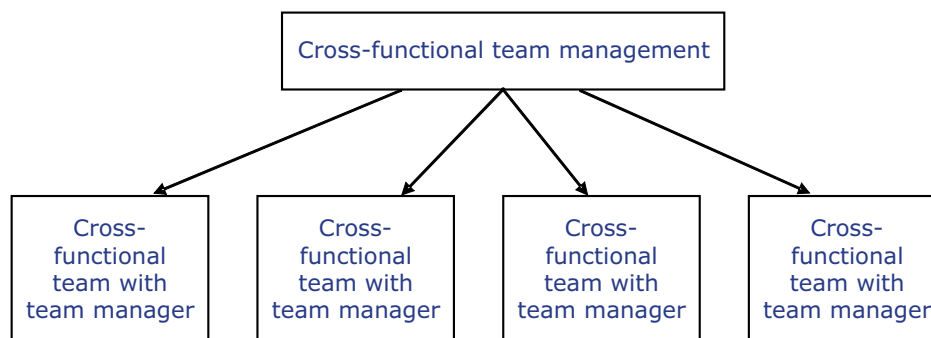 Cross-functional team management
Cross-
functional
team with
team manager
Cross-
functional
team with
team manager
Cross-
functional
team with
team manager
Cross-
functional
team with
team manager